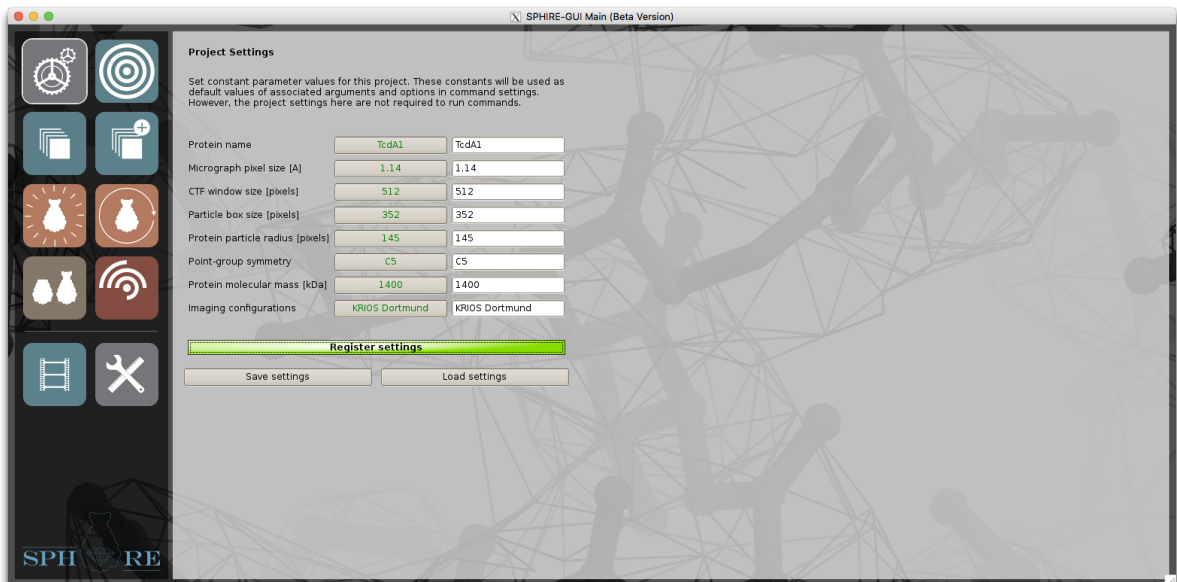 SPHIRE-GUI Main (Beta Version)
Project Settings
Set constant parameter values for this project. These constants will be used as
default values of associated arguments and options in command settings.
However, the project settings here are not required to run commands.
Protein name TcdA1 TcdA1
Micrograph pixel size [A] 1.14 1.14
CTF window size [pixels] 512 512
Particle box size [pixels] 352 352
Protein particle radius [pixels] 145 145
Point-group symmetry C5 C5
Protein molecular mass [kDa] 1400 1400
Imaging configurations KRIOS Dortmund KRIOS Dortmund
Register settings
Save settings Load settings
SPH RE